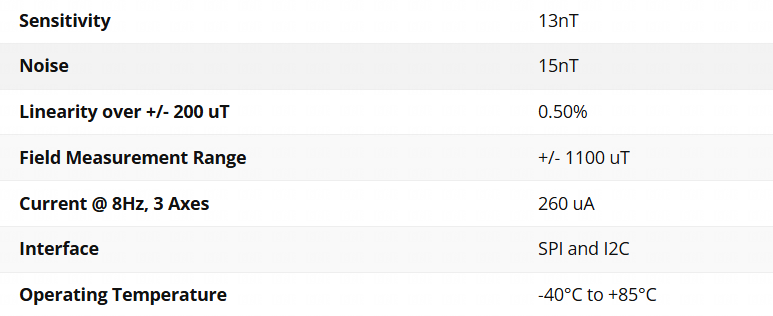 Sensitivity 13nT
Noise 15nT
Linearity over +/- 200 uT 0.50%
Field Measurement Range +/- 1100 uT
Current @ 8Hz, 3 Axes 260 uA
Interface SPI and I2C
Operating Temperature -40°C to +85°C